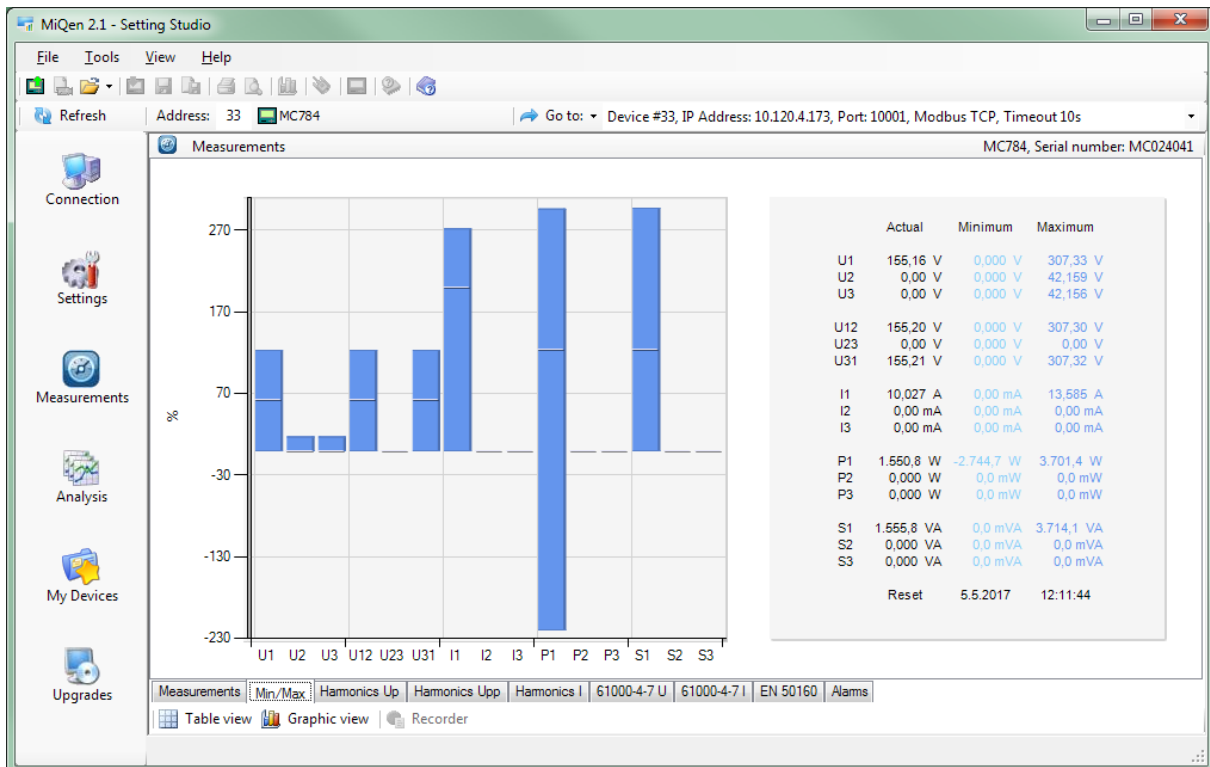 MiQen 2.1 - Setting Studio
File Tools View Help
Refresh Address: 33 MC784 Go to: Device #33, IP Address: 10.120.4.173, Port: 10001, Modbus TCP, Timeout 10s
Measurements MC784, Serial number: MC024041
Connection
Settings
Measurements
Analysis
My Devices
Upgrades
%
270
170
70
-30
-130
-230
U1 U2 U3 U12 U23 U31 I1 I2 I3 P1 P2 P3 S1 S2 S3
Actual Minimum Maximum
U1 155,16 V 0,000 V 307,33 V
U2 0,00 V 0,000 V 42,159 V
U3 0,00 V 0,000 V 42,156 V
U12 155,20 V 0,000 V 307,30 V
U23 0,00 V 0,000 V 0,00 V
U31 155,21 V 0,000 V 307,32 V
I1 10,027 A 0,00 mA 13,585 A
I2 0,00 mA 0,00 mA 0,00 mA
I3 0,00 mA 0,00 mA 0,00 mA
P1 1.550,8 W -2.744,7 W 3.701,4 W
P2 0,000 W 0,0 mW 0,0 mW
P3 0,000 W 0,0 mW 0,0 mW
S1 1.555,8 VA 0,0 mVA 3.714,1 VA
S2 0,000 VA 0,0 mVA 0,0 mVA
S3 0,000 VA 0,0 mVA 0,0 mVA
Reset 5.5.2017 12:11:44
Measurements Min/Max Hamonics Up Hamonics Upp Hamonics I 61000-4-7 U 61000-4-7 I EN 50160 Alarms
Table view Graphic view Recorder